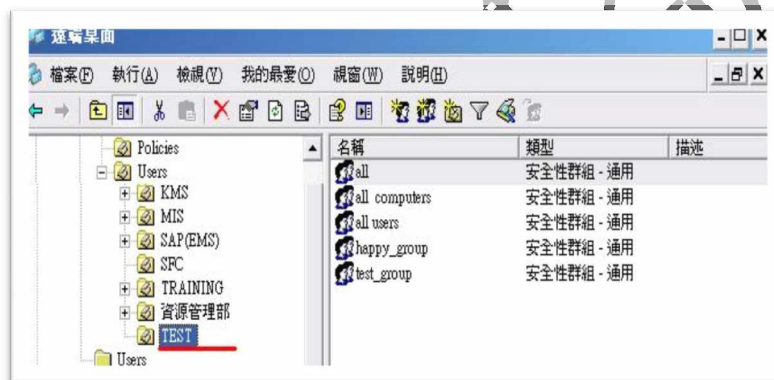 遠端桌面
檔案(F) 執行(A) 檢視(V) 我的最愛(O) 視窗(W) 說明(H)
Policies
Users
KMS
MIS
SAP(EMS)
SFC
TRAINING
資源管理部
TEST
Users
名稱 類型 描述
all 安全性群組 - 通用
all computers 安全性群組 - 通用
all users 安全性群組 - 通用
happy_group 安全性群組 - 通用
test_group 安全性群組 - 通用